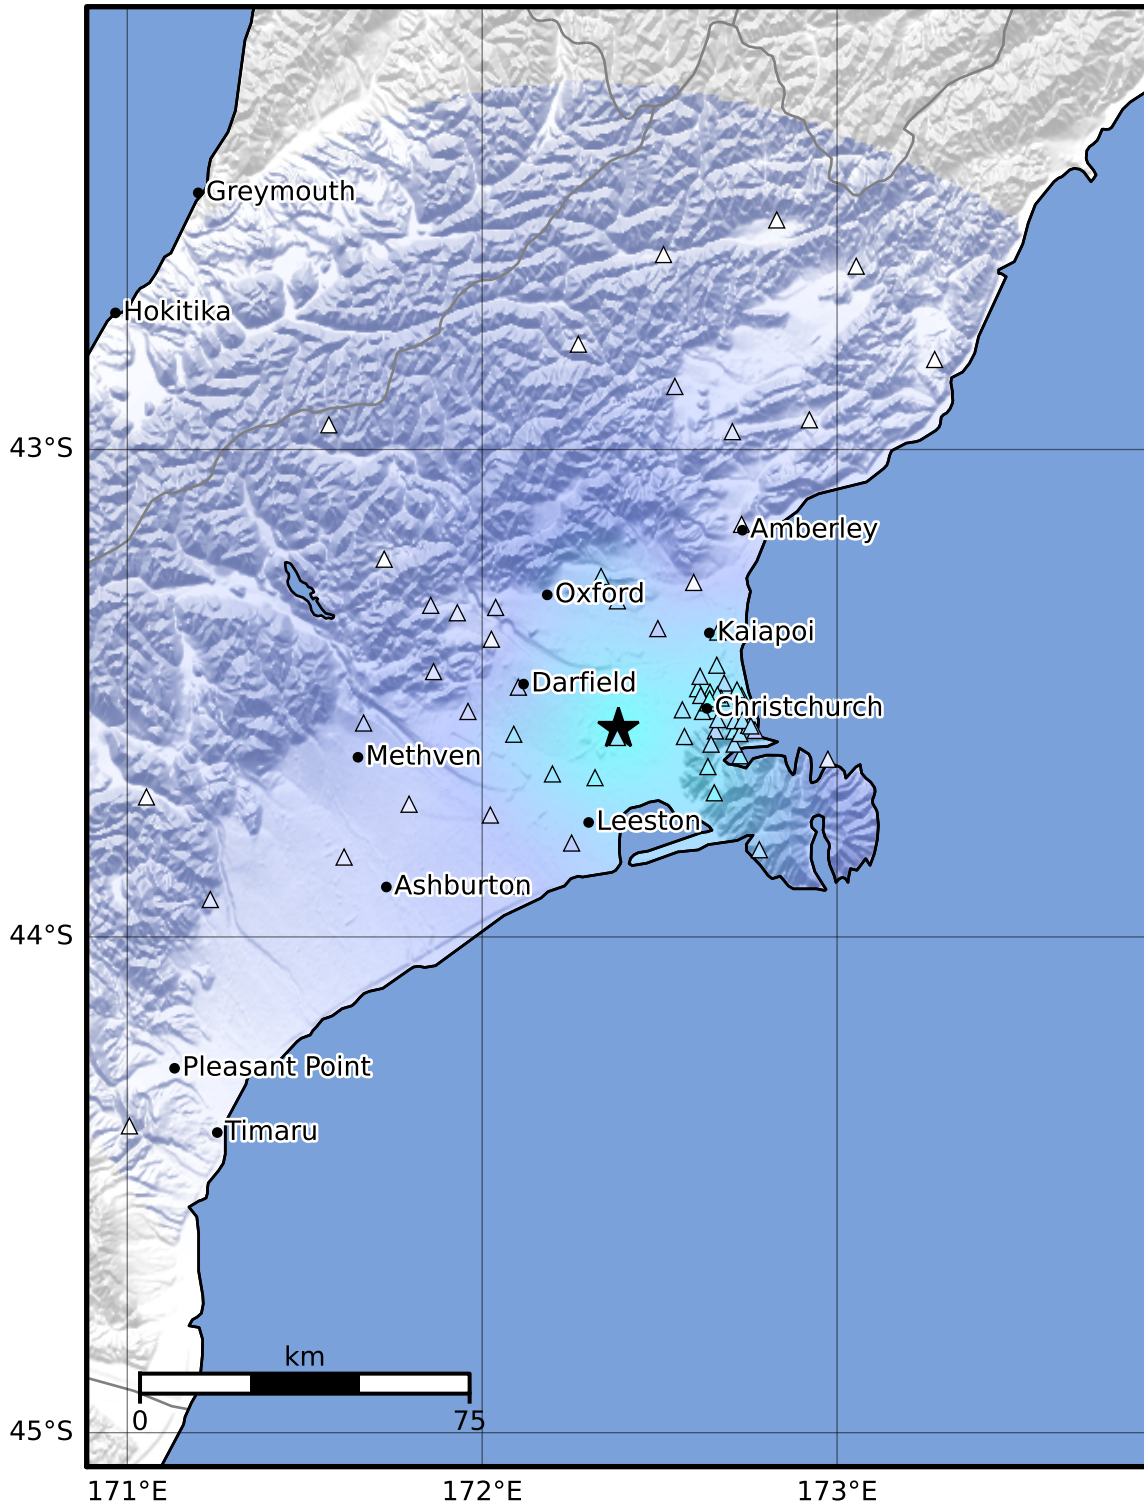 Greymouth
Hokitika
43°S
Amberley
Oxford
Kaiapoi
Darfield
Christchurch
Methven
Leeston
Ashburton
44°S
Pleasant Point
Timaru
km
0 75
45°S
171°E 172°E 173°E